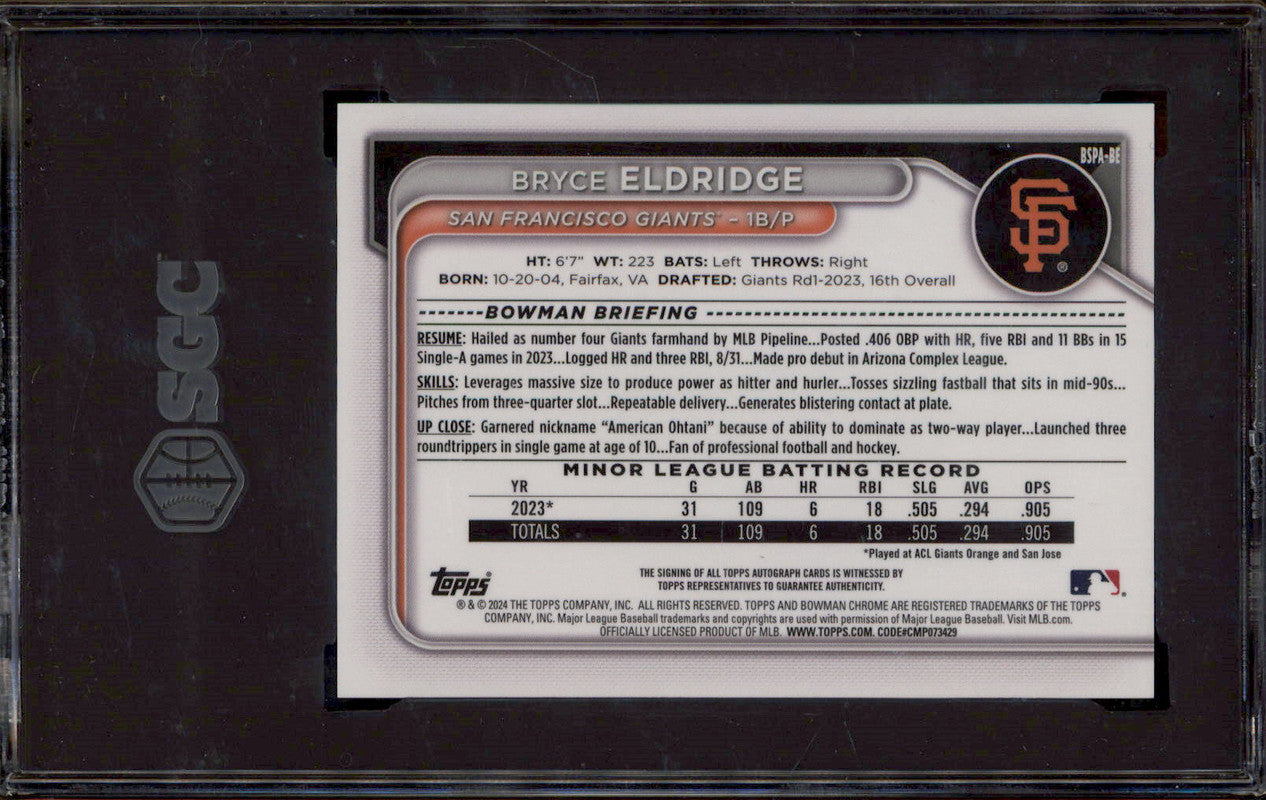 SGC
BSPA-BE
BRYCE ELDRIDGE
SF
SAN FRANCISCO GIANTS™ – 1B/P
HT: 6'7" WT: 223 BATS: Left THROWS: Right
BORN: 10-20-04, Fairfax, VA DRAFTED: Giants Rd1-2023, 16th Overall
BOWMAN BRIEFING
RESUME: Hailed as number four Giants farmhand by MLB Pipeline...Posted .406 OBP with HR, five RBI and 11 BBs in 15
Single-A games in 2023...Logged HR and three RBI, 8/31...Made pro debut in Arizona Complex League.
SKILLS: Leverages massive size to produce power as hitter and hurler...Tosses sizzling fastball that sits in mid-90s...
Pitches from three-quarter slot...Repeatable delivery...Generates blistering contact at plate.
UP CLOSE: Garnered nickname “American Ohtani” because of ability to dominate as two-way player...Launched three
roundtrippers in single game at age of 10...Fan of professional football and hockey.
MINOR LEAGUE BATTING RECORD
YR G AB HR RBI SLG AVG OPS
2023* 31 109 6 18 .505 .294 .905
TOTALS 31 109 6 18 .505 .294 .905
*Played at ACL Giants Orange and San Jose
Topps®
THE SIGNING OF ALL TOPPS AUTOGRAPH CARDS IS WITNESSED BY
TOPPS REPRESENTATIVES TO GUARANTEE AUTHENTICITY.
® & © 2024 THE TOPPS COMPANY, INC. ALL RIGHTS RESERVED. TOPPS AND BOWMAN CHROME ARE REGISTERED TRADEMARKS OF THE TOPPS
COMPANY, INC. Major League Baseball trademarks and copyrights are used with permission of Major League Baseball. Visit MLB.com.
OFFICIALLY LICENSED PRODUCT OF MLB. WWW.TOPPS.COM. CODE#CMP073429